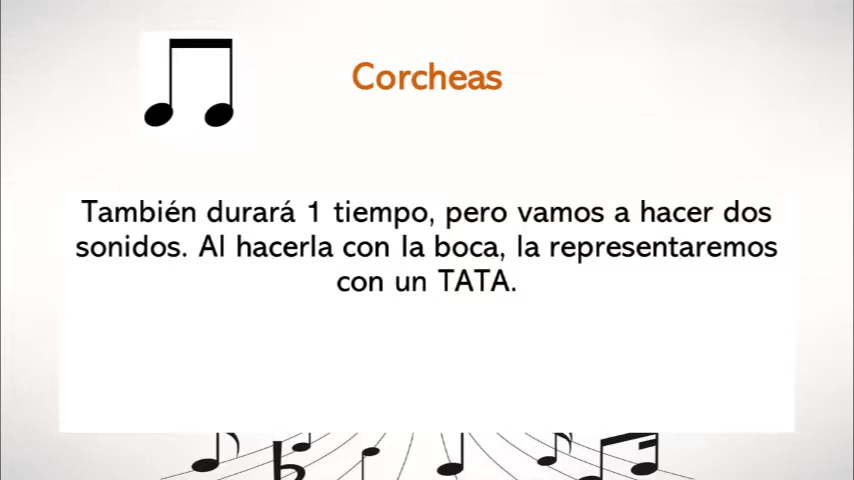 Corcheas
También durará 1 tiempo, pero vamos a hacer dos
sonidos. Al hacerla con la boca, la representaremos
con un TATA.